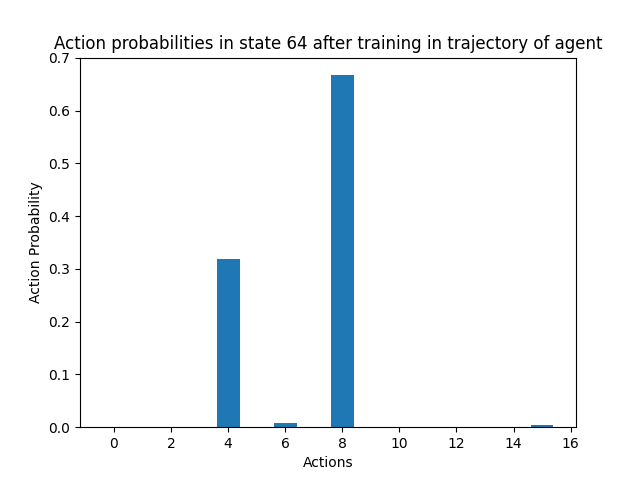 Action probabilities in state 64 after training in trajectory of agent
0.7
0.6
0.5
0.4
0.3
0.2
0.1
0.0
Action Probability
0 2 4 6 8 10 12 14 16
Actions